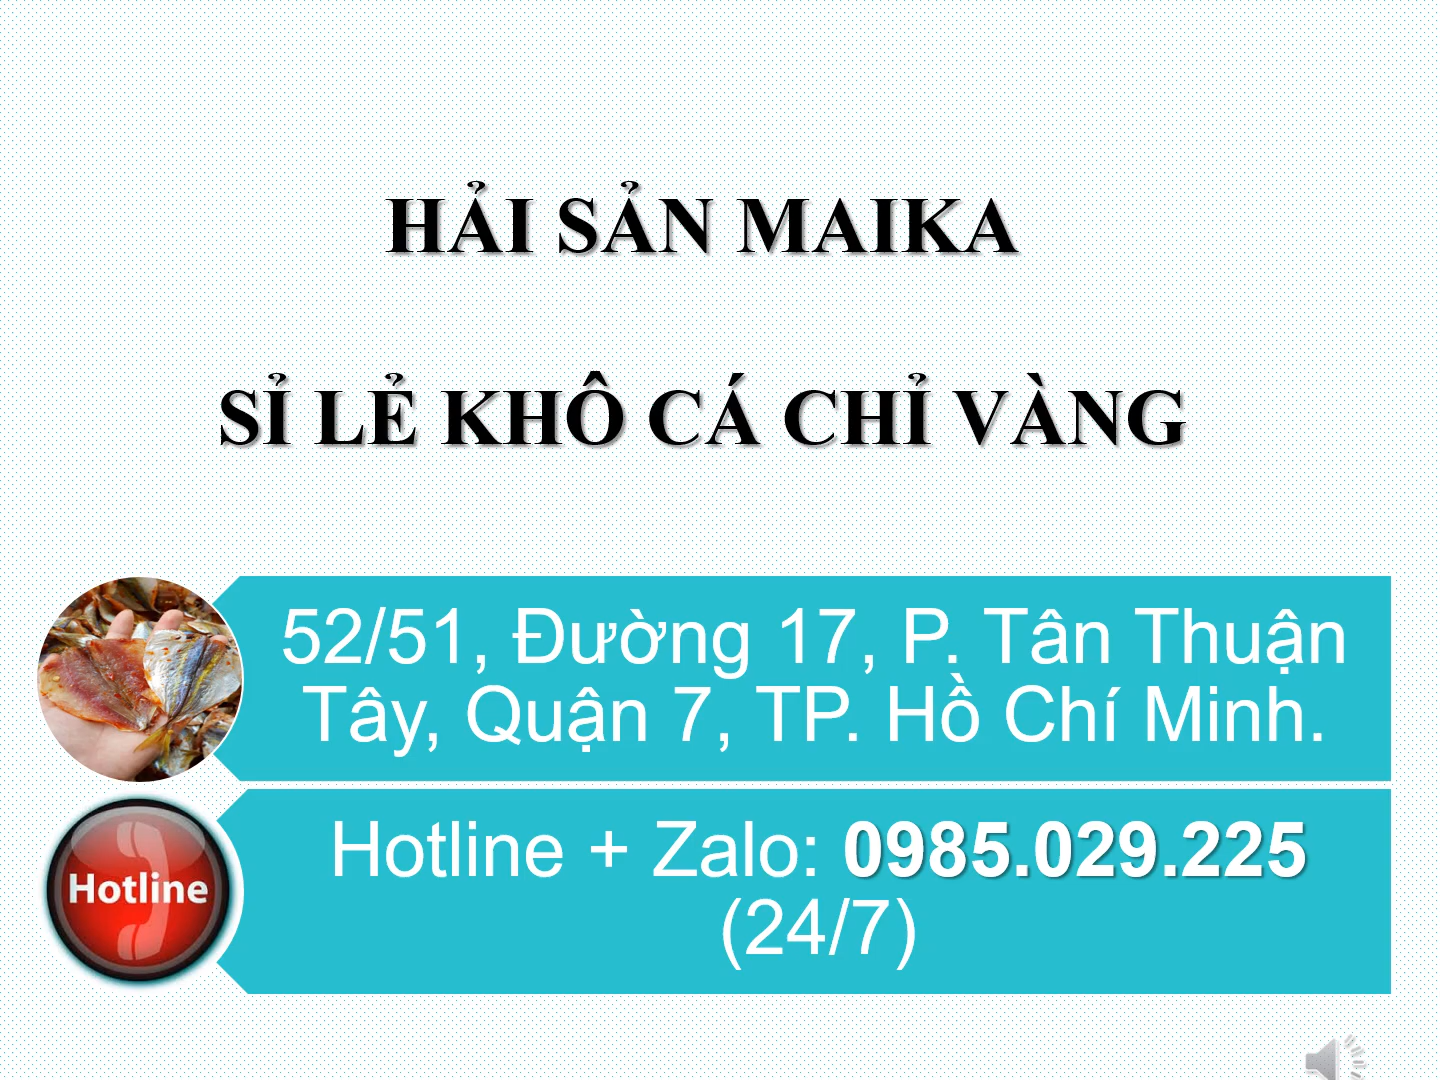 HẢI SẢN MAIKA
SỈ LẺ KHÔ CÁ CHỈ VÀNG
52/51, Đường 17, P. Tân Thuận
Tây, Quận 7, TP. Hồ Chí Minh.
Hotline
Hotline + Zalo: 0985.029.225
(24/7)